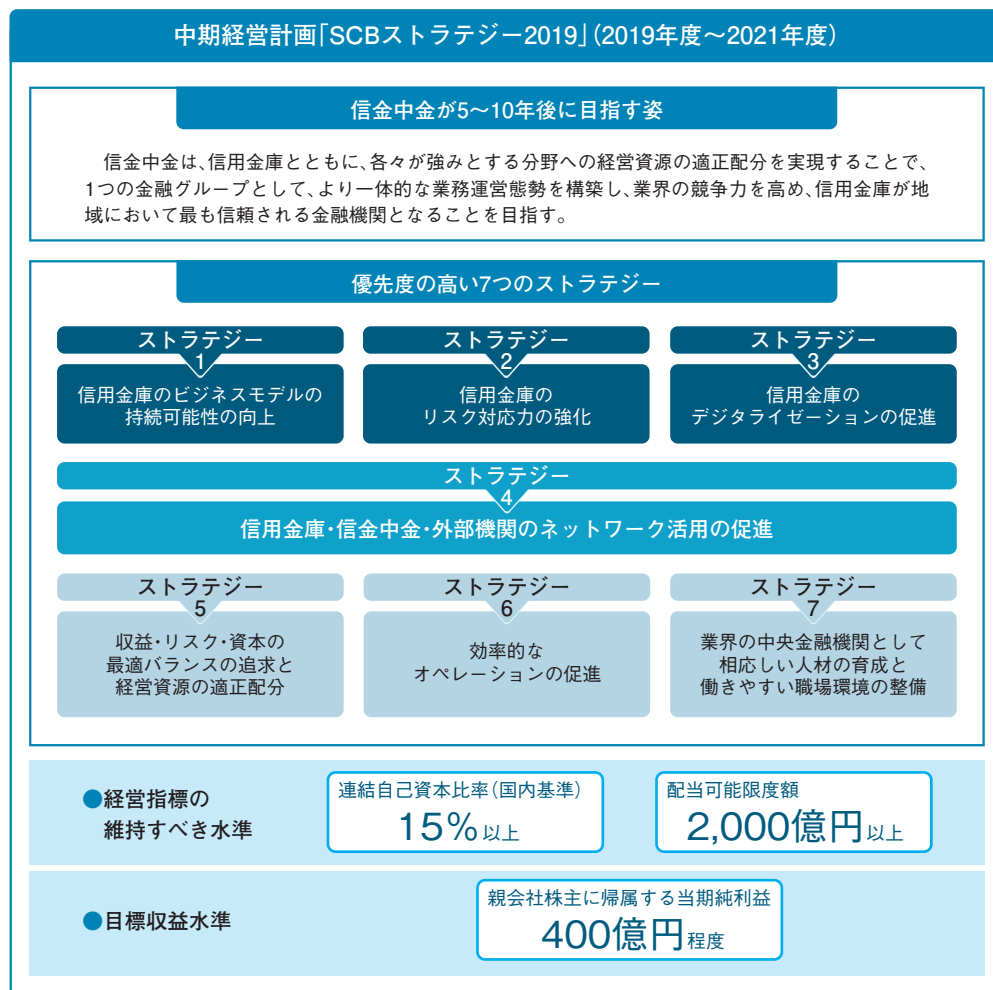 中期経営計画「SCBストラテジー2019」(2019年度～2021年度)
信金中金が5～10年後に目指す姿
信金中金は、信用金庫とともに、各々が強みとする分野への経営資源の適正配分を実現することで、
1つの金融グループとして、より一体的な業務運営態勢を構築し、業界の競争力を高め、信用金庫が地
域において最も信頼される金融機関となることを目指す。
優先度の高い7つのストラテジー
ストラテジー
1
信用金庫のビジネスモデルの
持続可能性の向上
ストラテジー
2
信用金庫の
リスク対応力の強化
ストラテジー
3
信用金庫の
デジタライゼーションの促進
ストラテジー
4
信用金庫・信金中金・外部機関のネットワーク活用の促進
ストラテジー
5
収益・リスク・資本の
最適バランスの追求と
経営資源の適正配分
ストラテジー
6
効率的な
オペレーションの促進
ストラテジー
7
業界の中央金融機関として
相応しい人材の育成と
働きやすい職場環境の整備
●経営指標の
維持すべき水準
連結自己資本比率(国内基準)
15%以上
配当可能限度額
2,000億円以上
●目標収益水準
親会社株主に帰属する当期純利益
400億円程度